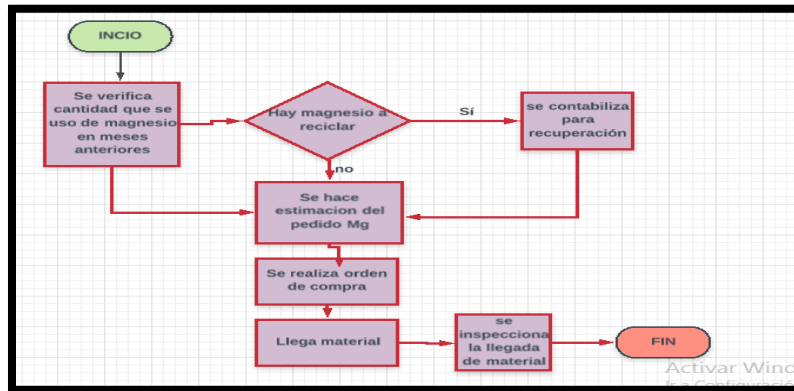 INCIO
Se verifica
cantidad que se
uso de magnesio
en meses
anteriores
Hay magnesio a
reciclar
Sí
se contabiliza
para
recuperación
no
Se hace
estimacion del
pedido Mg
Se realiza orden
de compra
Llega material
se
inspecciona
la llegada
de material
FIN
Activar Wind
Ir a Configuració